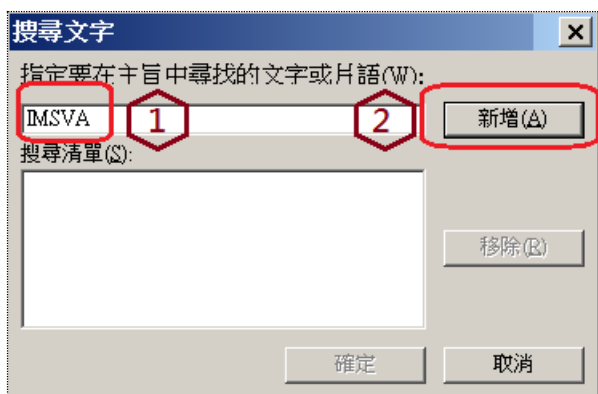 搜尋文字
指定要在主旨中尋找的文字或片語(W):
IMSVA 1 2 新增(A)
搜尋清單(S):
移除(R)
確定 取消